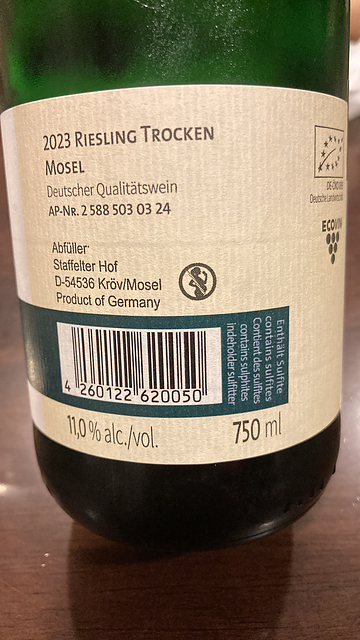 2023 RIESLING TROCKEN
MOSEL
Deutscher Qualitätswein
AP-NR. 2 588 503 03 24
Abfüller:
Staffelter Hof
D-54536 Kröv/Mosel
Product of Germany
DE-ÖKO-
Deutsche Landwirtschaft
ECOVIN
Enthält Sulfite
contains sulfites
Contient des sulfites
contains sulphites
indeholder sulfitter
4 260122 620050
11,0 % alc./vol.
750 ml